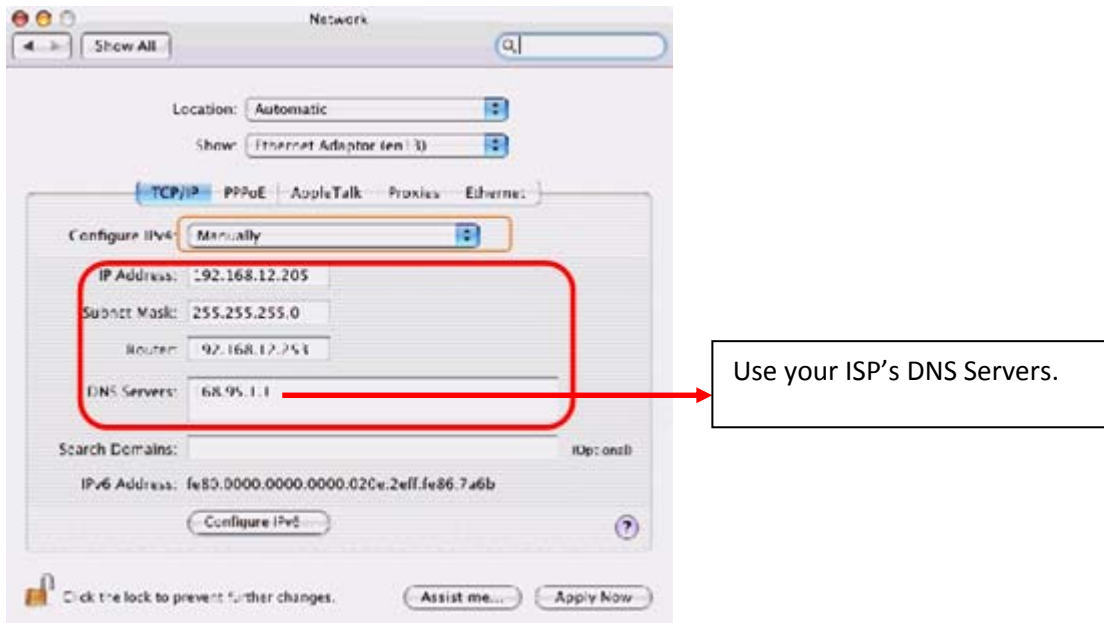 Network
Show All
Location: Automatic
Show: Ethernet Adaptor (en13)
TCP/IP PPPoE AppleTalk Proxies Ethernet
Configure IPv4: Manually
IP Address: 192.168.12.205
Subnet Mask: 255.255.255.0
Router: 192.168.12.253
DNS Servers: 168.95.1.1
Use your ISP's DNS Servers.
Search Domains: (Optional)
IPv6 Address: fe80:0000:0000:0000:020e:2eff:fe86:7a6b
Configure IPv6
?
Click the lock to prevent further changes.
Assist me...
Apply Now